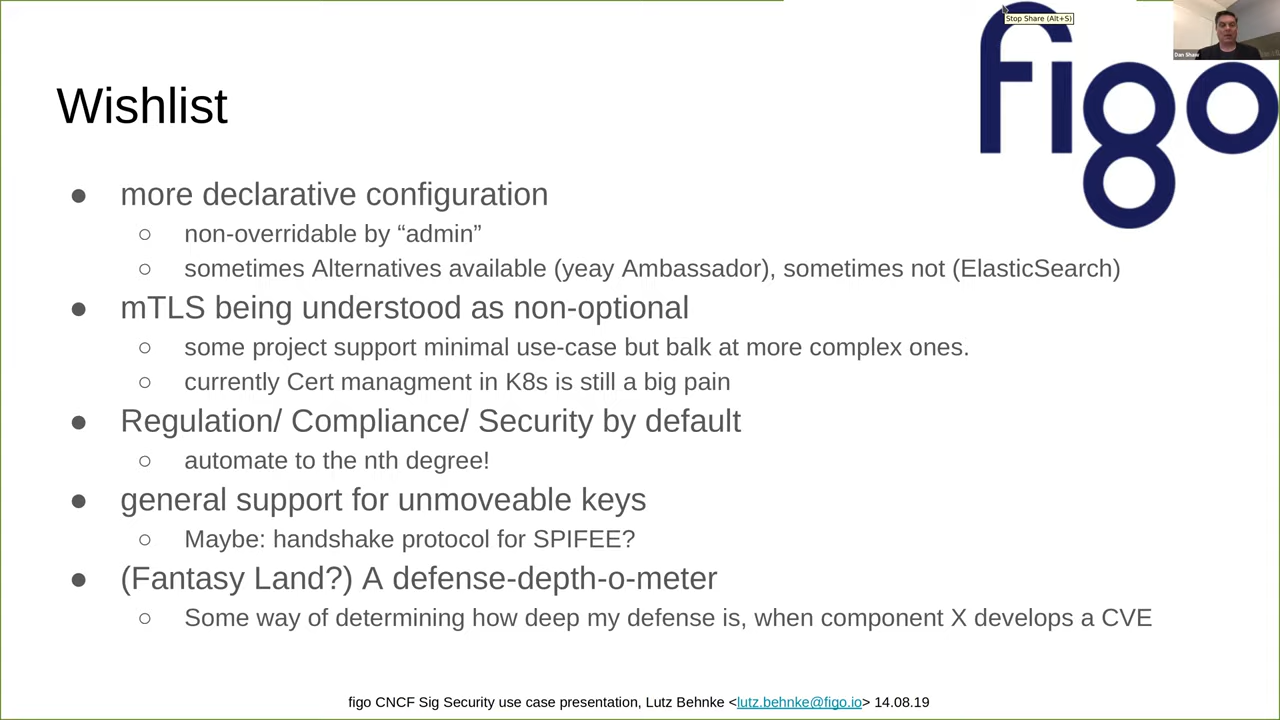 Stop Share (Alt+S)
figo
Wishlist
● more declarative configuration
○ non-overridable by “admin”
○ sometimes Alternatives available (yeay Ambassador), sometimes not (ElasticSearch)
● mTLS being understood as non-optional
○ some project support minimal use-case but balk at more complex ones.
○ currently Cert managment in K8s is still a big pain
● Regulation/ Compliance/ Security by default
○ automate to the nth degree!
● general support for unmoveable keys
○ Maybe: handshake protocol for SPIFEE?
● (Fantasy Land?) A defense-depth-o-meter
○ Some way of determining how deep my defense is, when component X develops a CVE
figo CNCF Sig Security use case presentation, Lutz Behnke <lutz.behnke@figo.io> 14.08.19